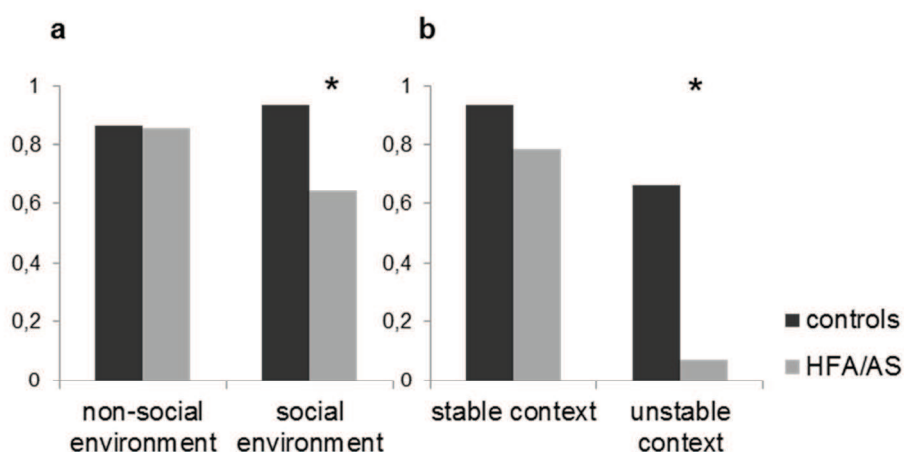 a
b
*
*
1
0,8
0,6
0,4
0,2
0
1
0,8
0,6
0,4
0,2
0
non-social
environment
social
environment
stable context
unstable
context
controls
HFA/AS